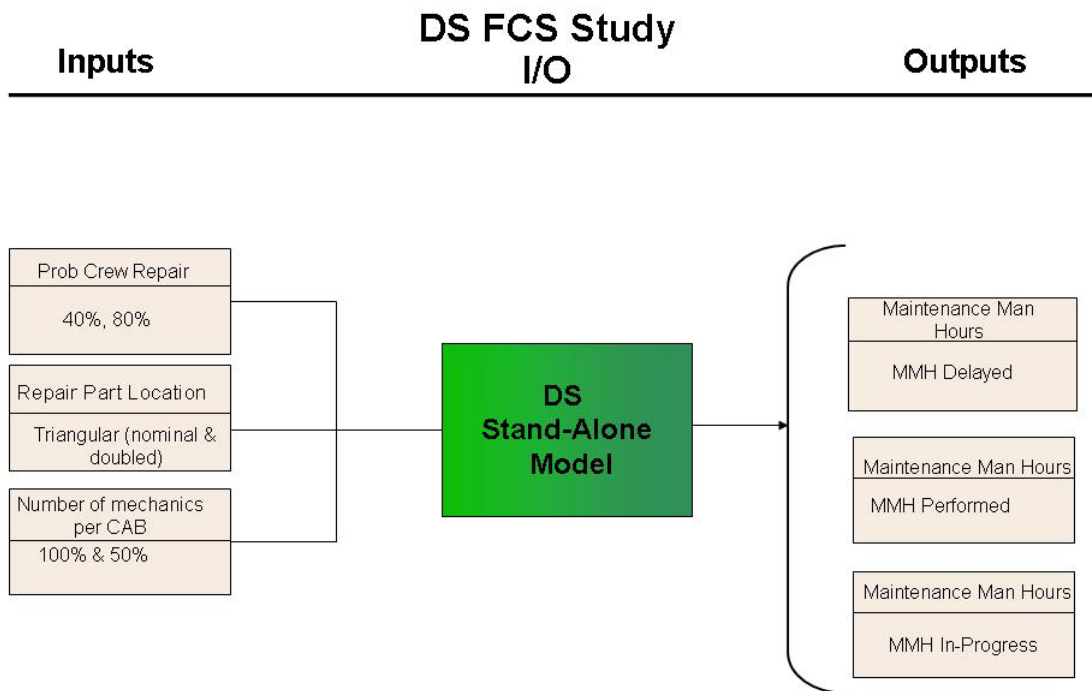 DS FCS Study
I/O
Inputs
Outputs
Prob Crew Repair
40%, 80%
Repair Part Location
Triangular (nominal &
doubled)
Number of mechanics
per CAB
100% & 50%
DS
Stand-Alone
Model
Maintenance Man
Hours
MMH Delayed
Maintenance Man Hours
MMH Performed
Maintenance Man Hours
MMH In-Progress